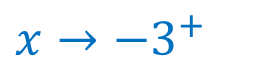 x → −3⁺